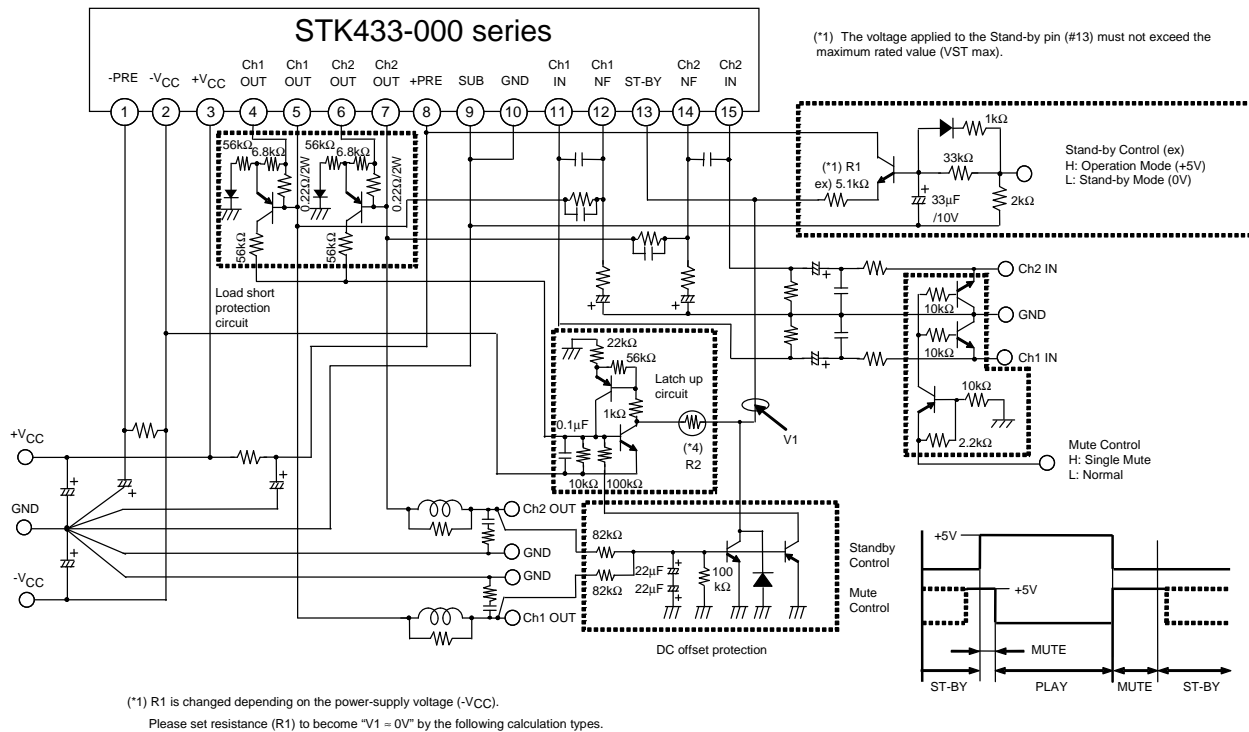 STK433-000 series
-PRE
-VCC
+VCC
Ch1 OUT
Ch1 OUT
Ch2 OUT
Ch2 OUT
+PRE
SUB
GND
Ch1 IN
Ch1 NF
ST-BY
Ch2 NF
Ch2 IN
1
2
3
4
5
6
7
8
9
10
11
12
13
14
15
(*1) The voltage applied to the Stand-by pin (#13) must not exceed the
maximum rated value (VST max).
56kΩ
6.8kΩ
0.22Ω/2W
56kΩ
56kΩ
6.8kΩ
0.22Ω/2W
56kΩ
Load short
protection
circuit
1kΩ
(*1) R1
ex) 5.1kΩ
33kΩ
+
33μF
/10V
2kΩ
Stand-by Control (ex)
H: Operation Mode (+5V)
L: Stand-by Mode (0V)
+
+
+
+
Ch2 IN
GND
Ch1 IN
10kΩ
10kΩ
10kΩ
2.2kΩ
Mute Control
H: Single Mute
L: Normal
22kΩ
56kΩ
Latch up
circuit
1kΩ
0.1μF
(*4)
R2
10kΩ
100kΩ
V1
+VCC
GND
-VCC
+
+
+
+
Ch2 OUT
GND
GND
Ch1 OUT
82kΩ
82kΩ
22μF
22μF
+
+
100
kΩ
DC offset protection
Standby
Control
Mute
Control
+5V
+5V
MUTE
ST-BY
PLAY
MUTE
ST-BY
(*1) R1 is changed depending on the power-supply voltage (-VCC).
Please set resistance (R1) to become “V1 ≈ 0V” by the following calculation types.